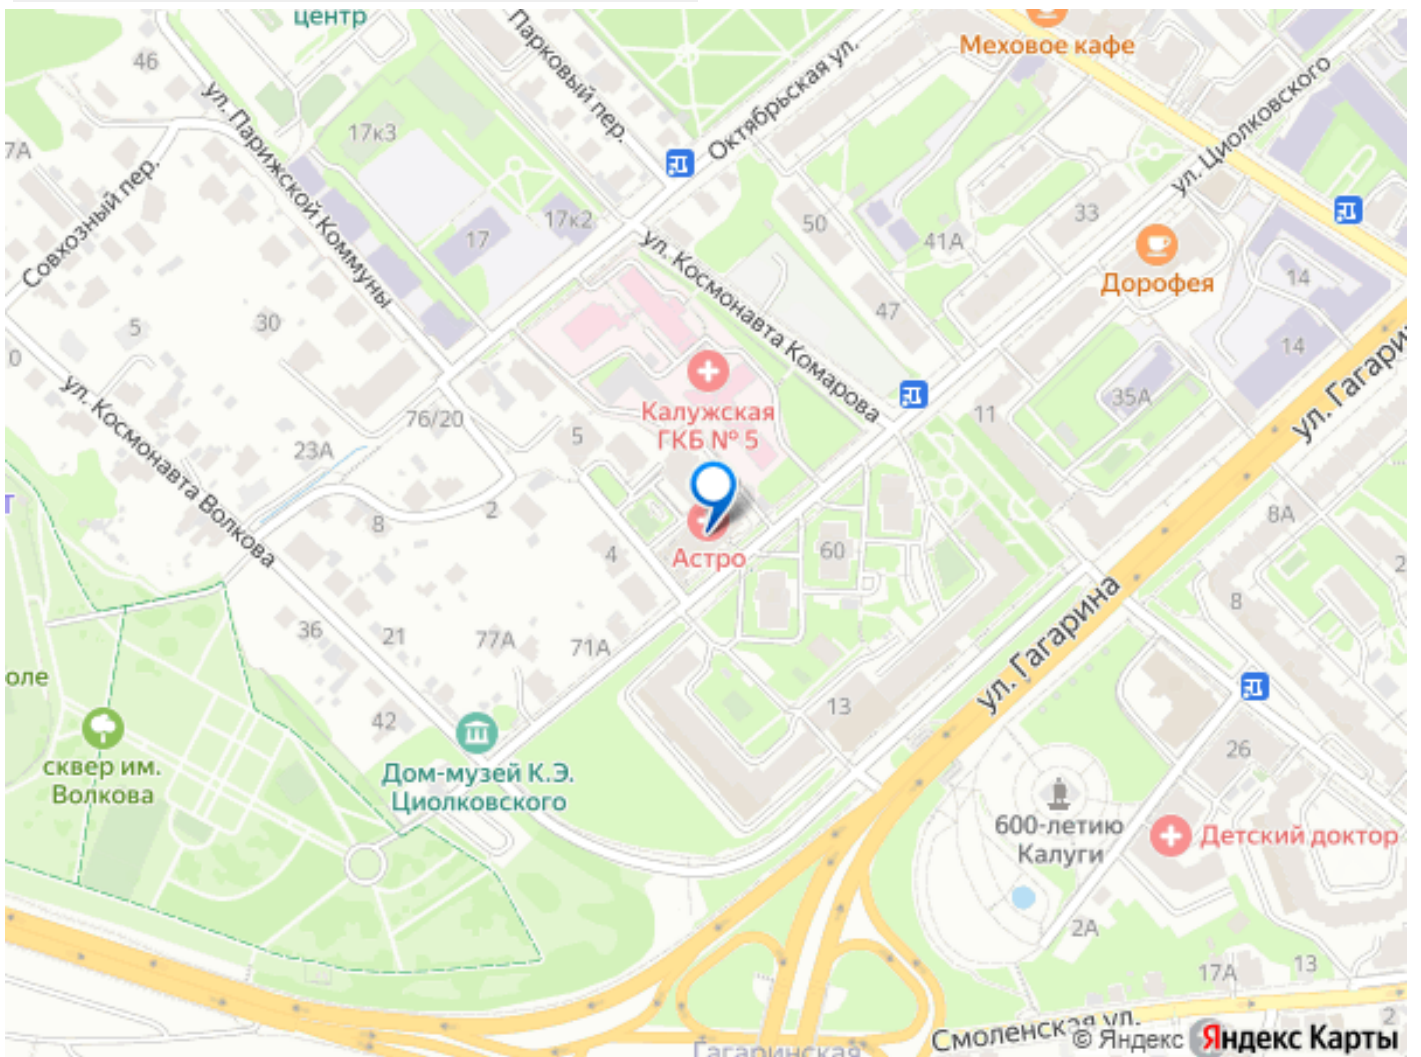 центр
Меховое кафе
46
Парковый пер.
Октябрьская ул.
ул. Циолковского
ул. Парижской Коммуны
17к3
7А
Совхозный пер.
17
17к2
50
33
41А
ул. Космонавта Комарова
Дорофея
14
47
14
5
30
0
ул. Гагари
35А
11
Калужская
ГКБ № 5
76/20
5
23А
ул. Космонавта Волкова
т
8
2
8А
4
Астро
60
2
8
36
21
77А
71А
ул. Гагарина
оле
42
13
26
сквер им.
Волкова
Дом-музей К.Э.
Циолковского
600-летию
Калуги
Детский доктор
2А
17А
13
2
Смоленская ул.
Гагаринская
© Яндекс Яндекс Карты